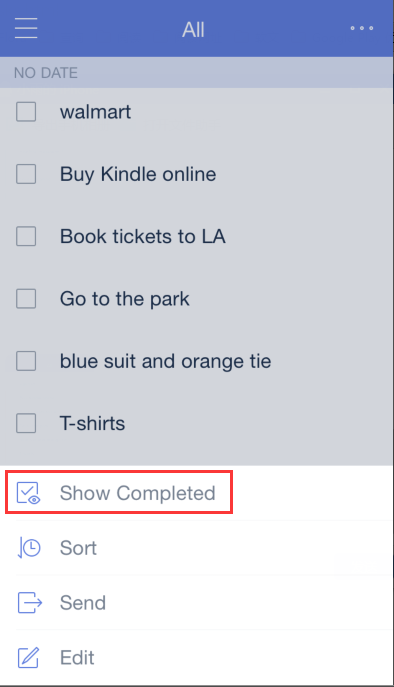 All
NO DATE
walmart
Buy Kindle online
Book tickets to LA
Go to the park
blue suit and orange tie
T-shirts
Show Completed
Sort
Send
Edit